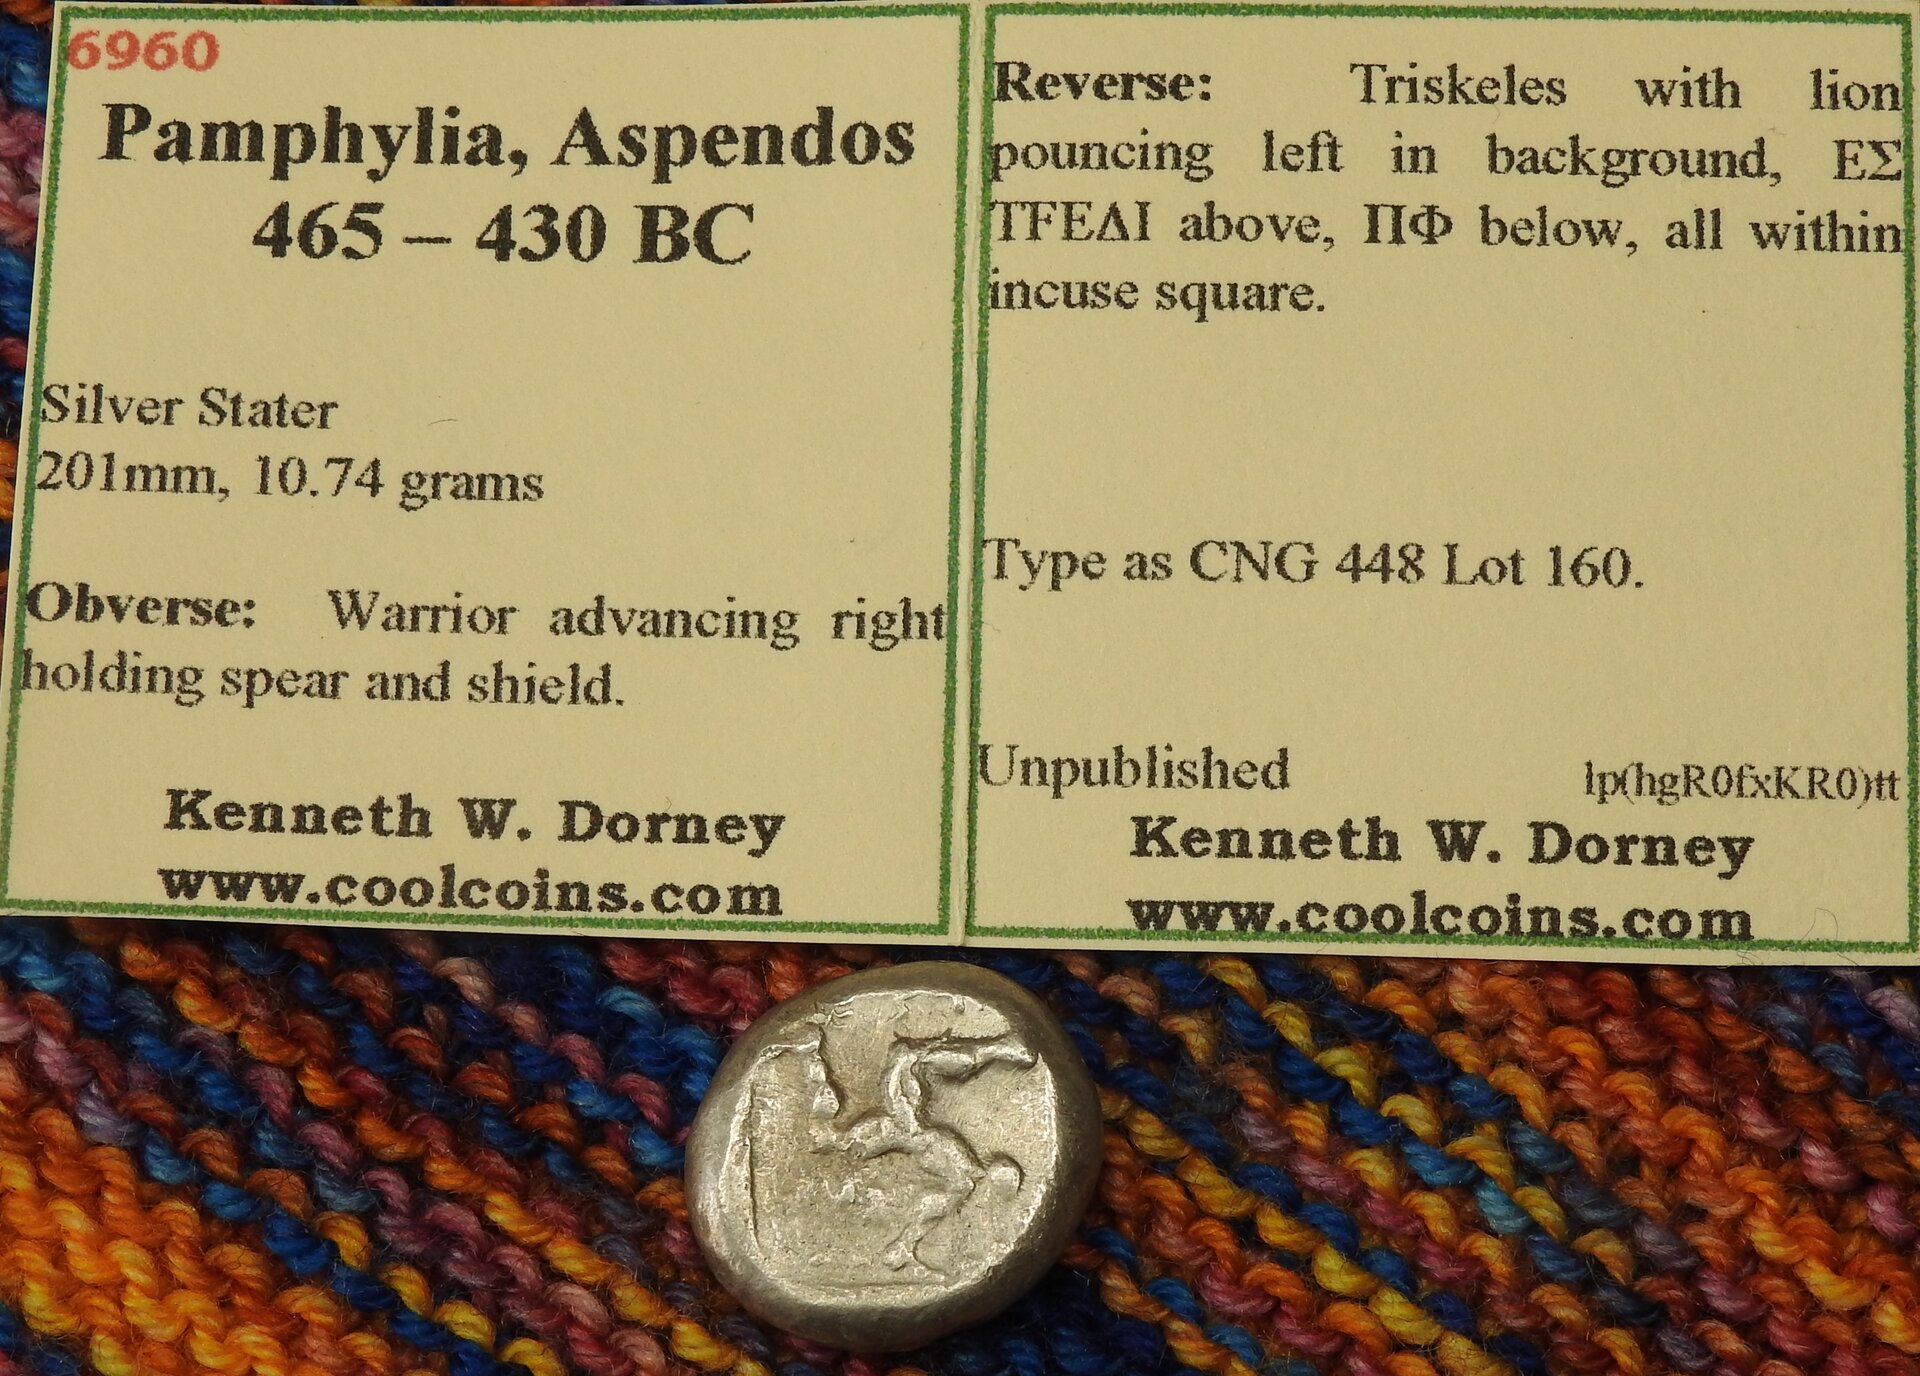 6960
Pamphylia, Aspendos
465 – 430 BC
Silver Stater
201mm, 10.74 grams
Obverse: Warrior advancing right
holding spear and shield.
Kenneth W. Dorney
www.coolcoins.com
Reverse: Triskeles with lion
pouncing left in background, ΕΣ
TFEΔI above, ΠΦ below, all within
incuse square.
Type as CNG 448 Lot 160.
Unpublished lp(hgR0fxKR0)tt
Kenneth W. Dorney
www.coolcoins.com